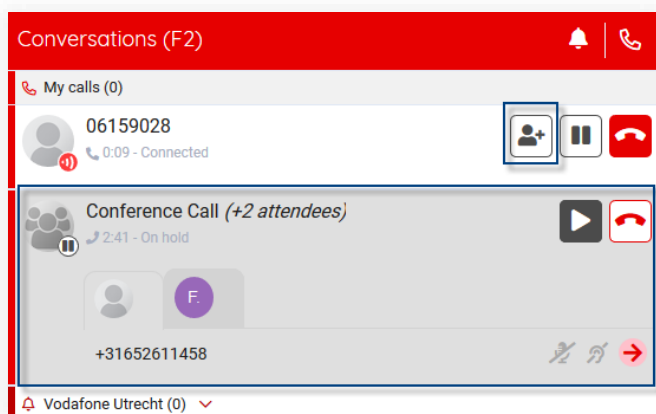 Conversations (F2)
My calls (0)
06159028
0:09 - Connected
Conference Call (+2 attendees)
2:41 - On hold
F.
+31652611458
Vodafone Utrecht (0)